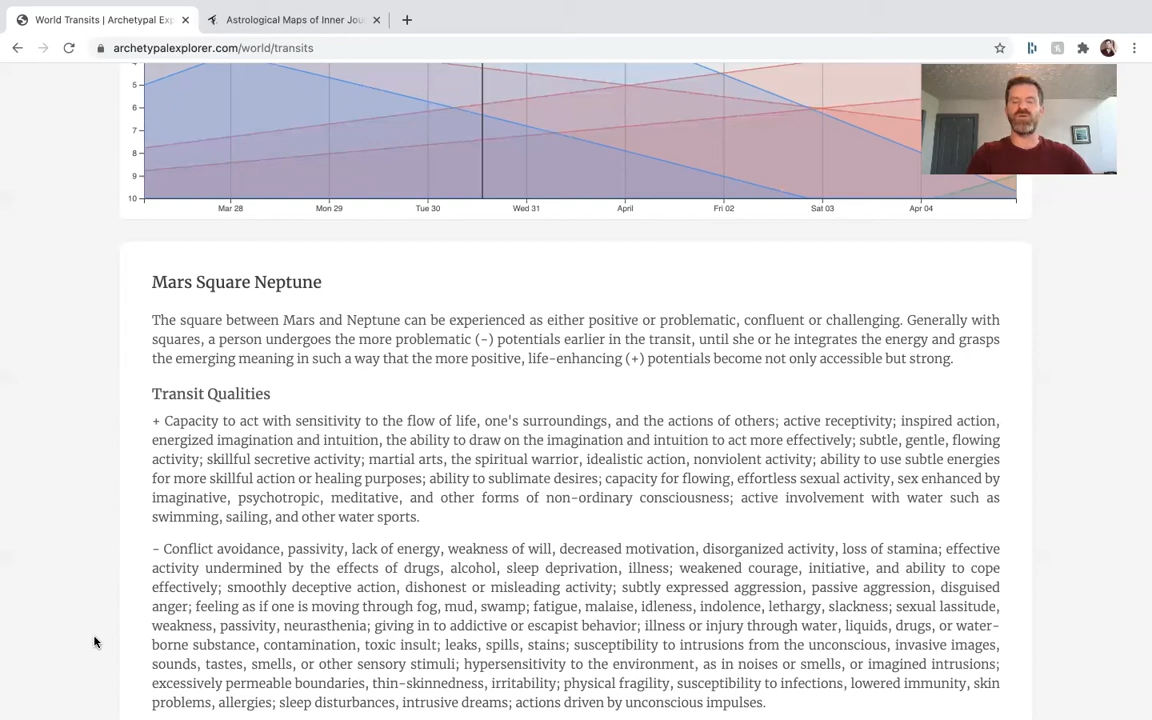 World Transits | Archetypal Exp
Astrological Maps of Inner Jou
archetypalexplorer.com/world/transits
5
6
7
8
9
10
Mar 28 Mon 29 Tue 30 Wed 31 April Fri 02 Sat 03 Apr 04
Mars Square Neptune
The square between Mars and Neptune can be experienced as either positive or problematic, confluent or challenging. Generally with
squares, a person undergoes the more problematic (-) potentials earlier in the transit, until she or he integrates the energy and grasps
the emerging meaning in such a way that the more positive, life-enhancing (+) potentials become not only accessible but strong.
Transit Qualities
+ Capacity to act with sensitivity to the flow of life, one's surroundings, and the actions of others; active receptivity; inspired action,
energized imagination and intuition, the ability to draw on the imagination and intuition to act more effectively; subtle, gentle, flowing
activity; skillful secretive activity; martial arts, the spiritual warrior, idealistic action, nonviolent activity; ability to use subtle energies
for more skillful action or healing purposes; ability to sublimate desires; capacity for flowing, effortless sexual activity, sex enhanced by
imaginative, psychotropic, meditative, and other forms of non-ordinary consciousness; active involvement with water such as
swimming, sailing, and other water sports.
- Conflict avoidance, passivity, lack of energy, weakness of will, decreased motivation, disorganized activity, loss of stamina; effective
activity undermined by the effects of drugs, alcohol, sleep deprivation, illness; weakened courage, initiative, and ability to cope
effectively; smoothly deceptive action, dishonest or misleading activity; subtly expressed aggression, passive aggression, disguised
anger; feeling as if one is moving through fog, mud, swamp; fatigue, malaise, idleness, indolence, lethargy, slackness; sexual lassitude,
weakness, passivity, neurasthenia; giving in to addictive or escapist behavior; illness or injury through water, liquids, drugs, or water-
borne substance, contamination, toxic insult; leaks, spills, stains; susceptibility to intrusions from the unconscious, invasive images,
sounds, tastes, smells, or other sensory stimuli; hypersensitivity to the environment, as in noises or smells, or imagined intrusions;
excessively permeable boundaries, thin-skinnedness, irritability; physical fragility, susceptibility to infections, lowered immunity, skin
problems, allergies; sleep disturbances, intrusive dreams; actions driven by unconscious impulses.